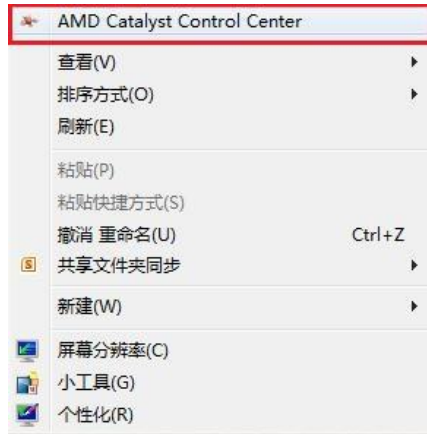 AMD Catalyst Control Center
查看(V)
排序方式(O)
刷新(E)
粘贴(P)
粘贴快捷方式(S)
撤消 重命名(U) Ctrl+Z
共享文件夹同步
新建(W)
屏幕分辨率(C)
小工具(G)
个性化(R)